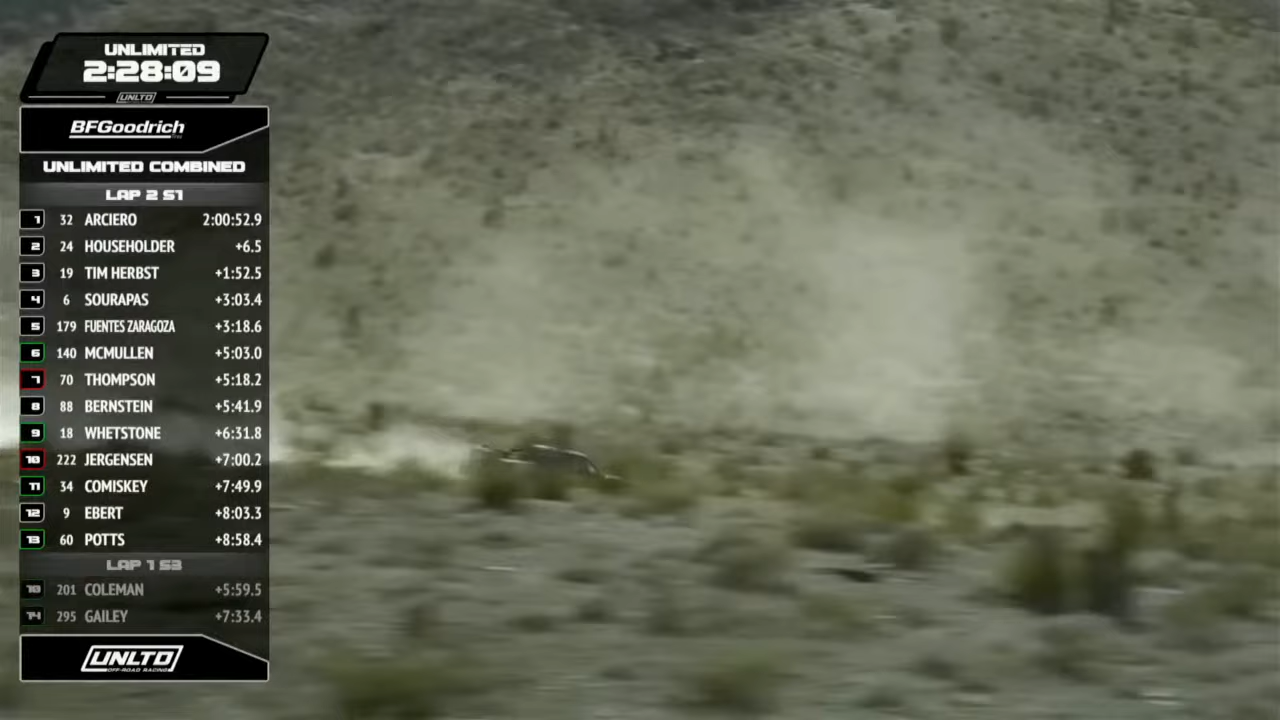 UNLIMITED
2:28:09
UNLTD
BFGoodrich
UNLIMITED COMBINED
LAP 2 S1
1 32 ARCIERO 2:00:52.9
2 24 HOUSEHOLDER +6.5
3 19 TIM HERBST +1:52.5
4 6 SOURAPAS +3:03.4
5 179 FUENTES ZARAGOZA +3:18.6
6 140 MCMULLEN +5:03.0
7 70 THOMPSON +5:18.2
8 88 BERNSTEIN +5:41.9
9 18 WHETSTONE +6:31.8
10 222 JERGENSEN +7:00.2
11 34 COMISKEY +7:49.9
12 9 EBERT +8:03.3
13 60 POTTS +8:58.4
LAP 1 S3
201 COLEMAN +5:59.5
14 295 GAILEY +7:33.4
UNLTD
OFF-ROAD RACING